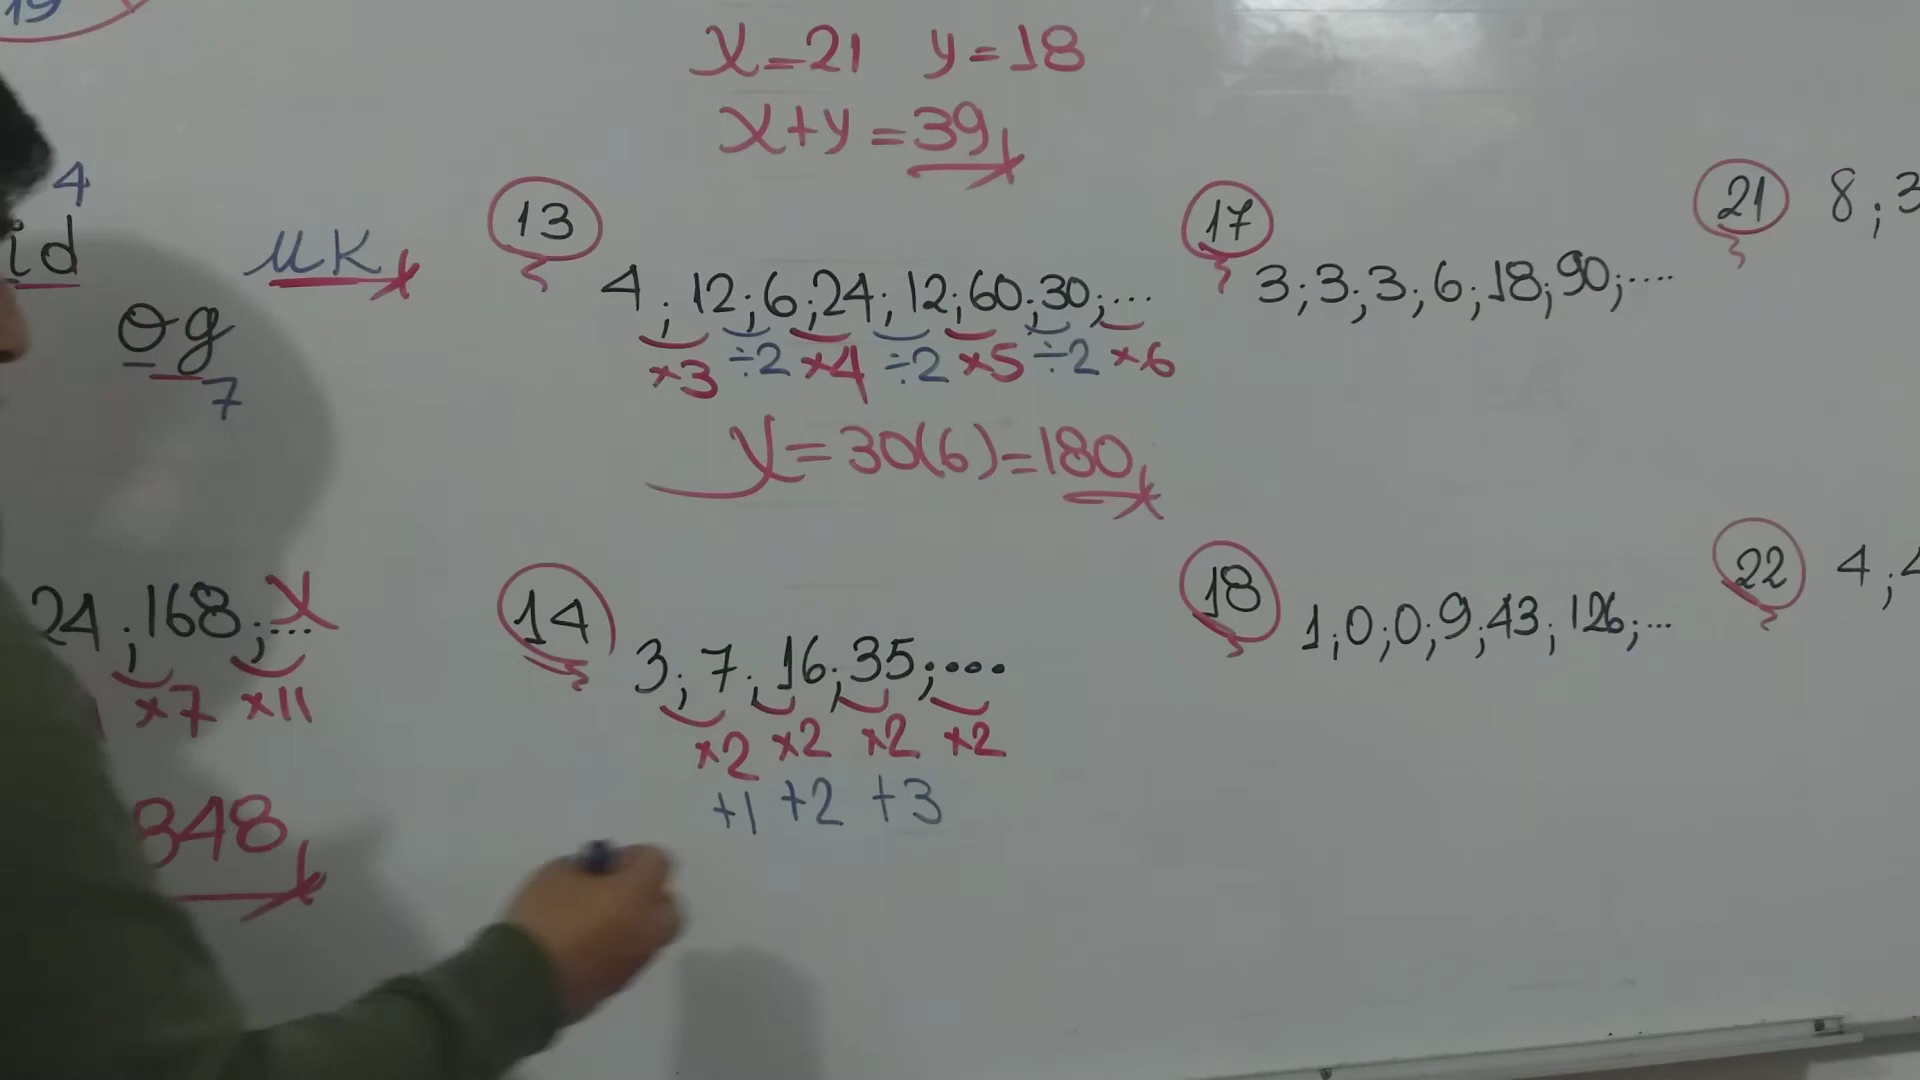 19
x=21 y=18
x+y=39
4
id
UK
og
7
24;168;...x
×7 ×11
848
13
4;12;6;24;12;60;30;...
×3 ÷2 ×4 ÷2 ×5 ÷2 ×6
x=30(6)=180
14
3;7;16;35;....
×2 ×2 ×2 ×2
+1 +2 +3
17
3;3;3;6;18;90;....
18
1;0;0;9;43;126;...
21 8;3
22 4;4